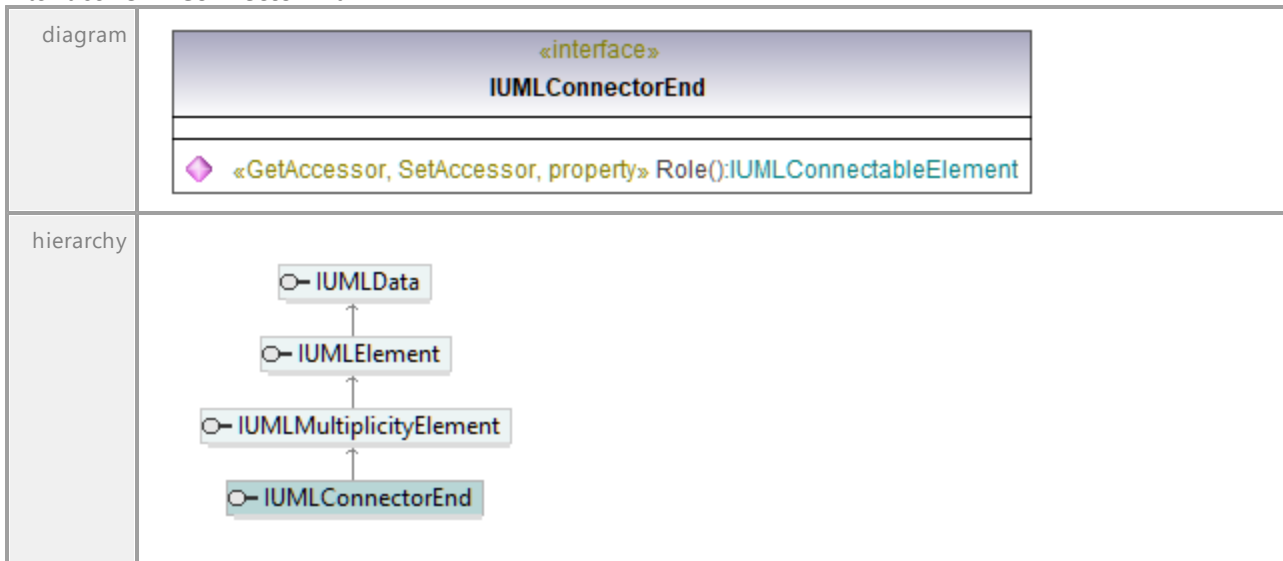 diagram
«interface»
IUMLConnectorEnd
«GetAccessor, SetAccessor, property» Role():IUMLConnectableElement
hierarchy
IUMLData
IUMLElement
IUMLMultiplicityElement
IUMLConnectorEnd